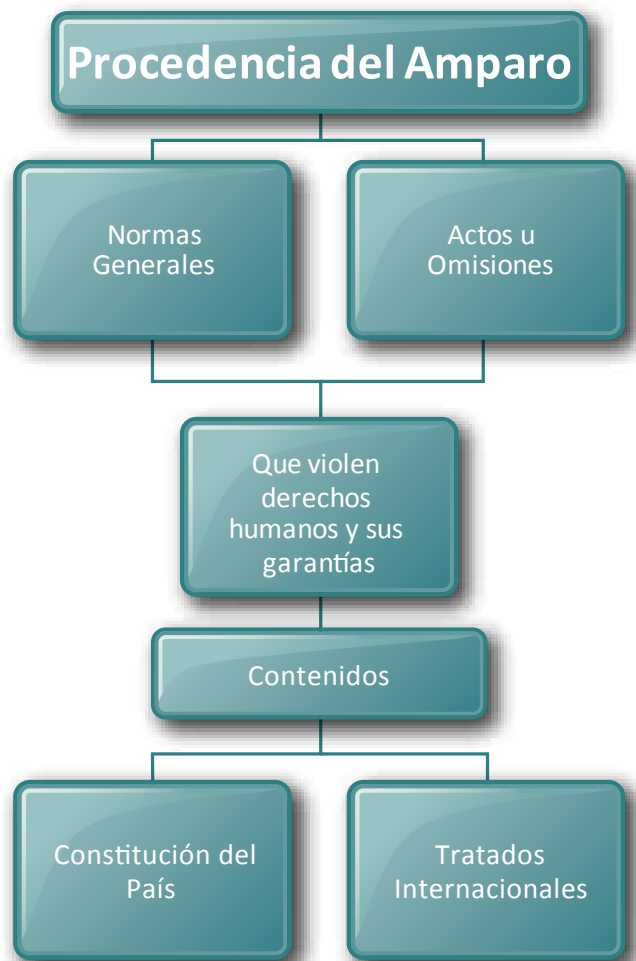 Procedencia del Amparo
Normas
Generales
Actos u
Omisiones
Que violen
derechos
humanos y sus
garantías
Contenidos
Constitución del
País
Tratados
Internacionales